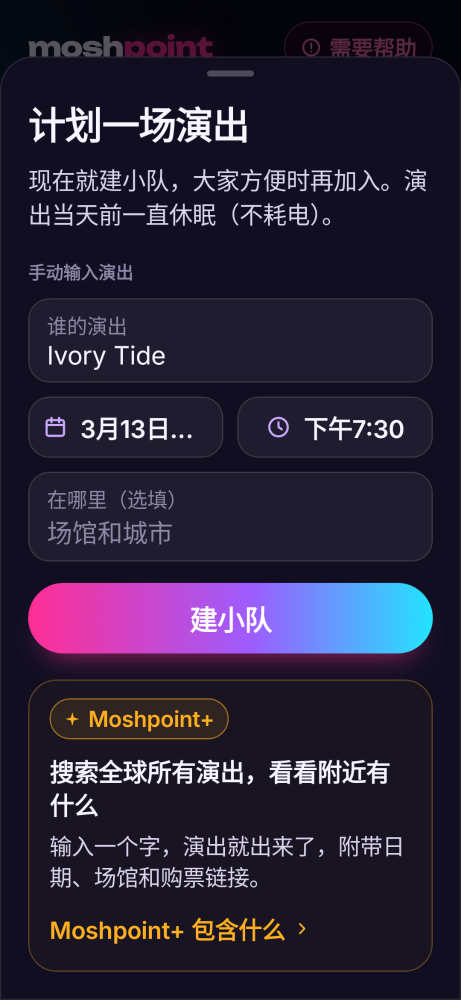 moshpoint
需要帮助
计划一场演出
现在就建小队，大家方便时再加入。演
出当天前一直休眠（不耗电）。
手动输入演出
谁的演出
Ivory Tide
3月13日...
下午7:30
在哪里（选填）
场馆和城市
建小队
Moshpoint+
搜索全球所有演出，看看附近有
什么
输入一个字，演出就出来了，附带日
期、场馆和购票链接。
Moshpoint+ 包含什么